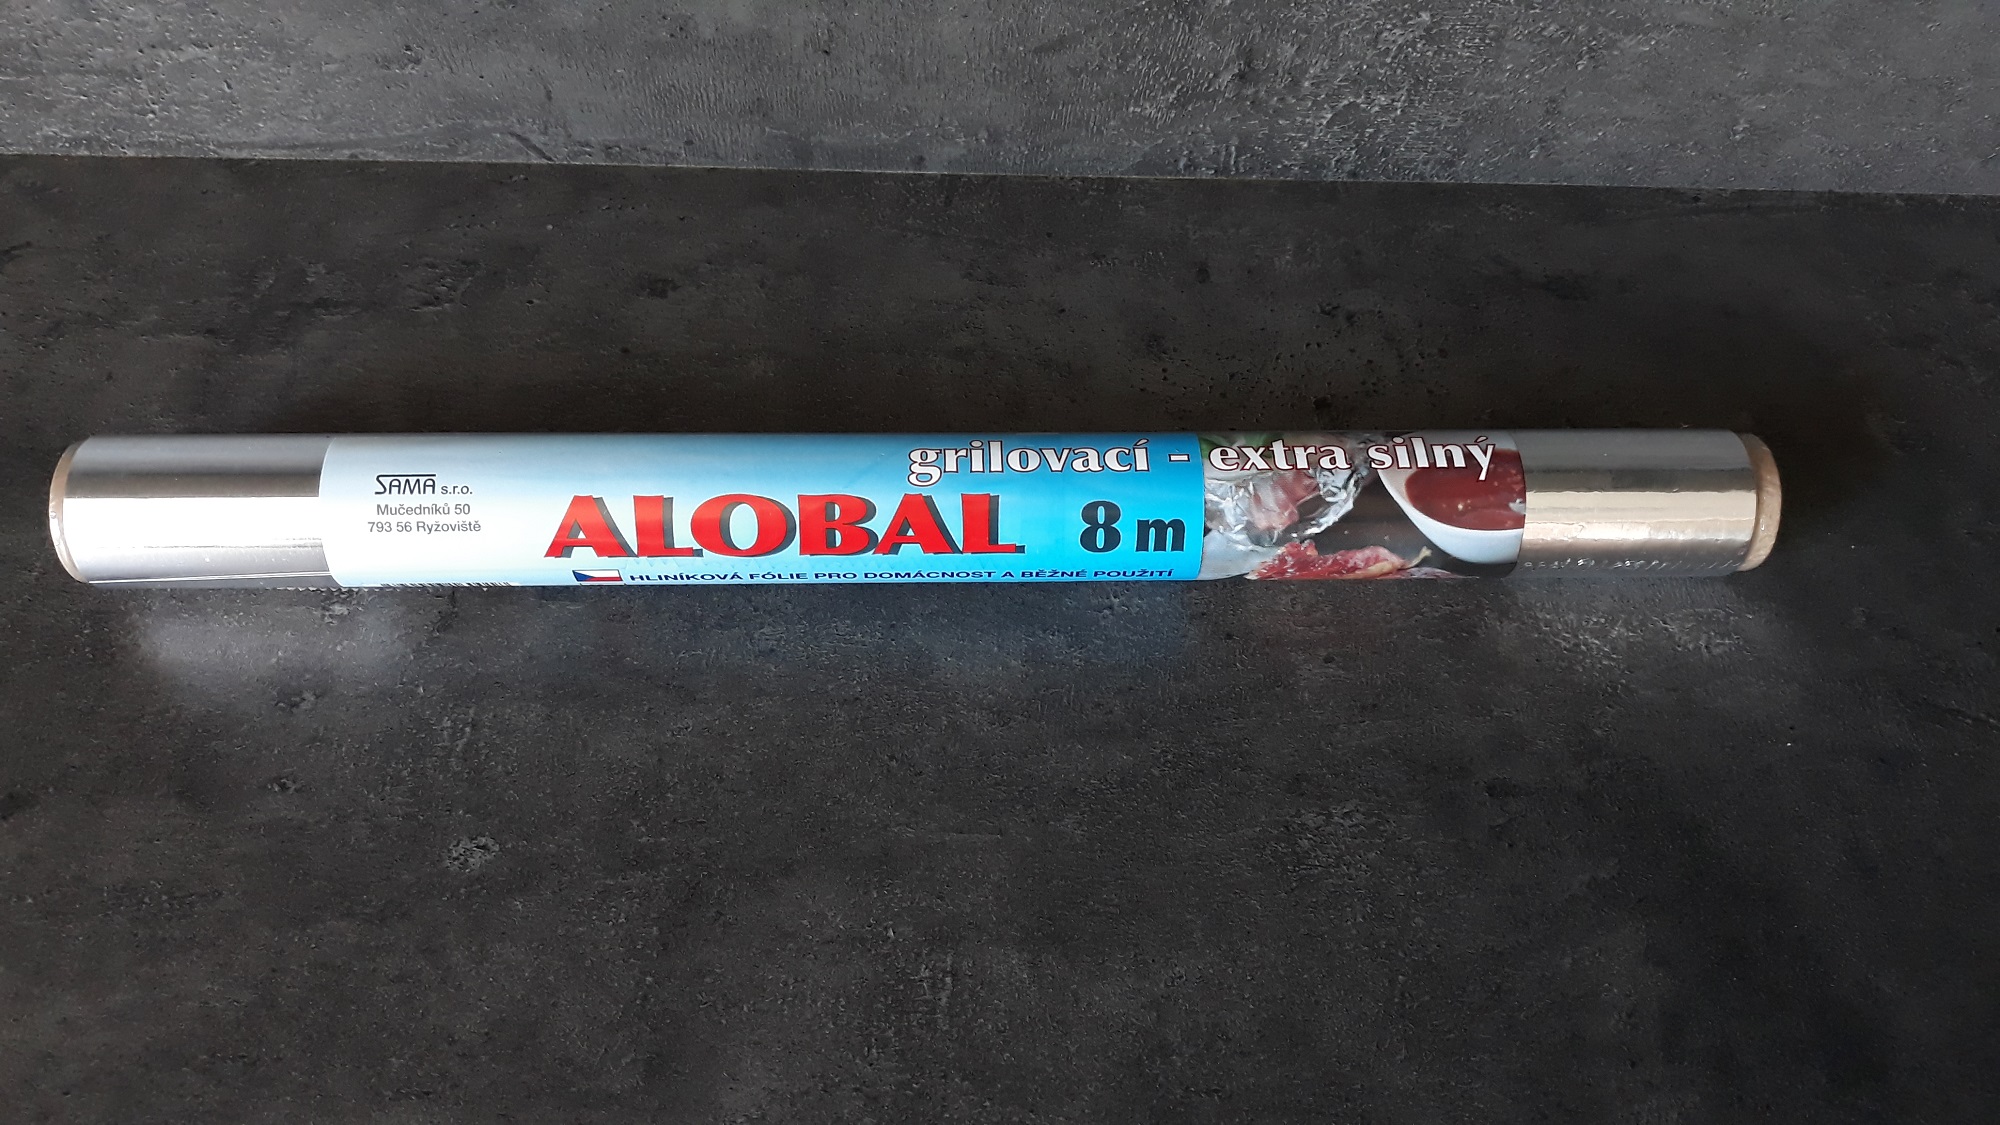 SAMA s.r.o.
Mučedníků 50
793 56 Ryžoviště
grilovací - extra silný
ALOBAL 8 m
HLINÍKOVÁ FÓLIE PRO DOMÁCNOST A BĚŽNÉ POUŽITÍ